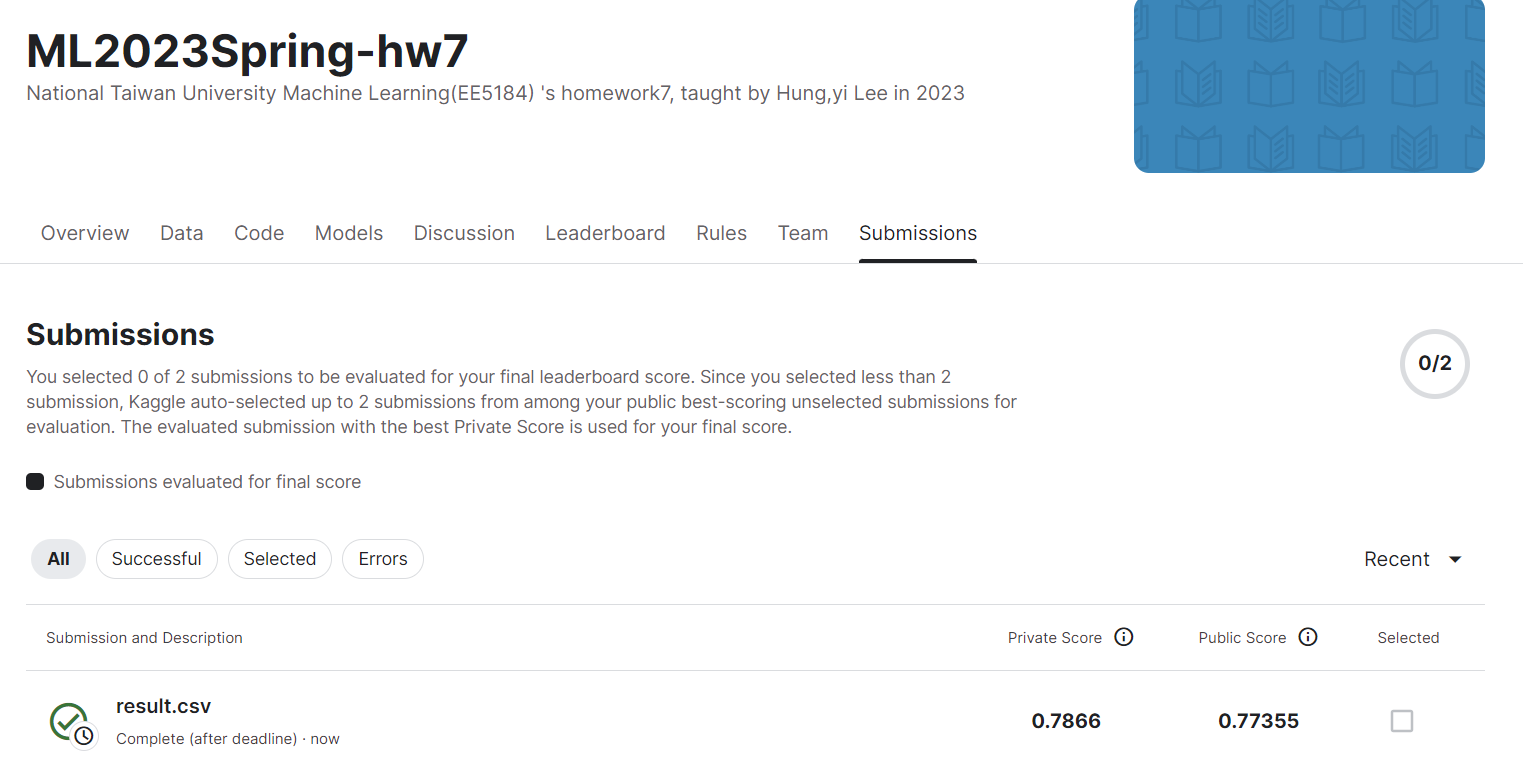 ML2023Spring-hw7
National Taiwan University Machine Learning(EE5184) 's homework7, taught by Hung,yi Lee in 2023
Overview Data Code Models Discussion Leaderboard Rules Team Submissions
Submissions
0/2
You selected 0 of 2 submissions to be evaluated for your final leaderboard score. Since you selected less than 2
submission, Kaggle auto-selected up to 2 submissions from among your public best-scoring unselected submissions for
evaluation. The evaluated submission with the best Private Score is used for your final score.
Submissions evaluated for final score
All Successful Selected Errors Recent
Submission and Description Private Score Public Score Selected
result.csv
0.7866 0.77355
Complete (after deadline) · now